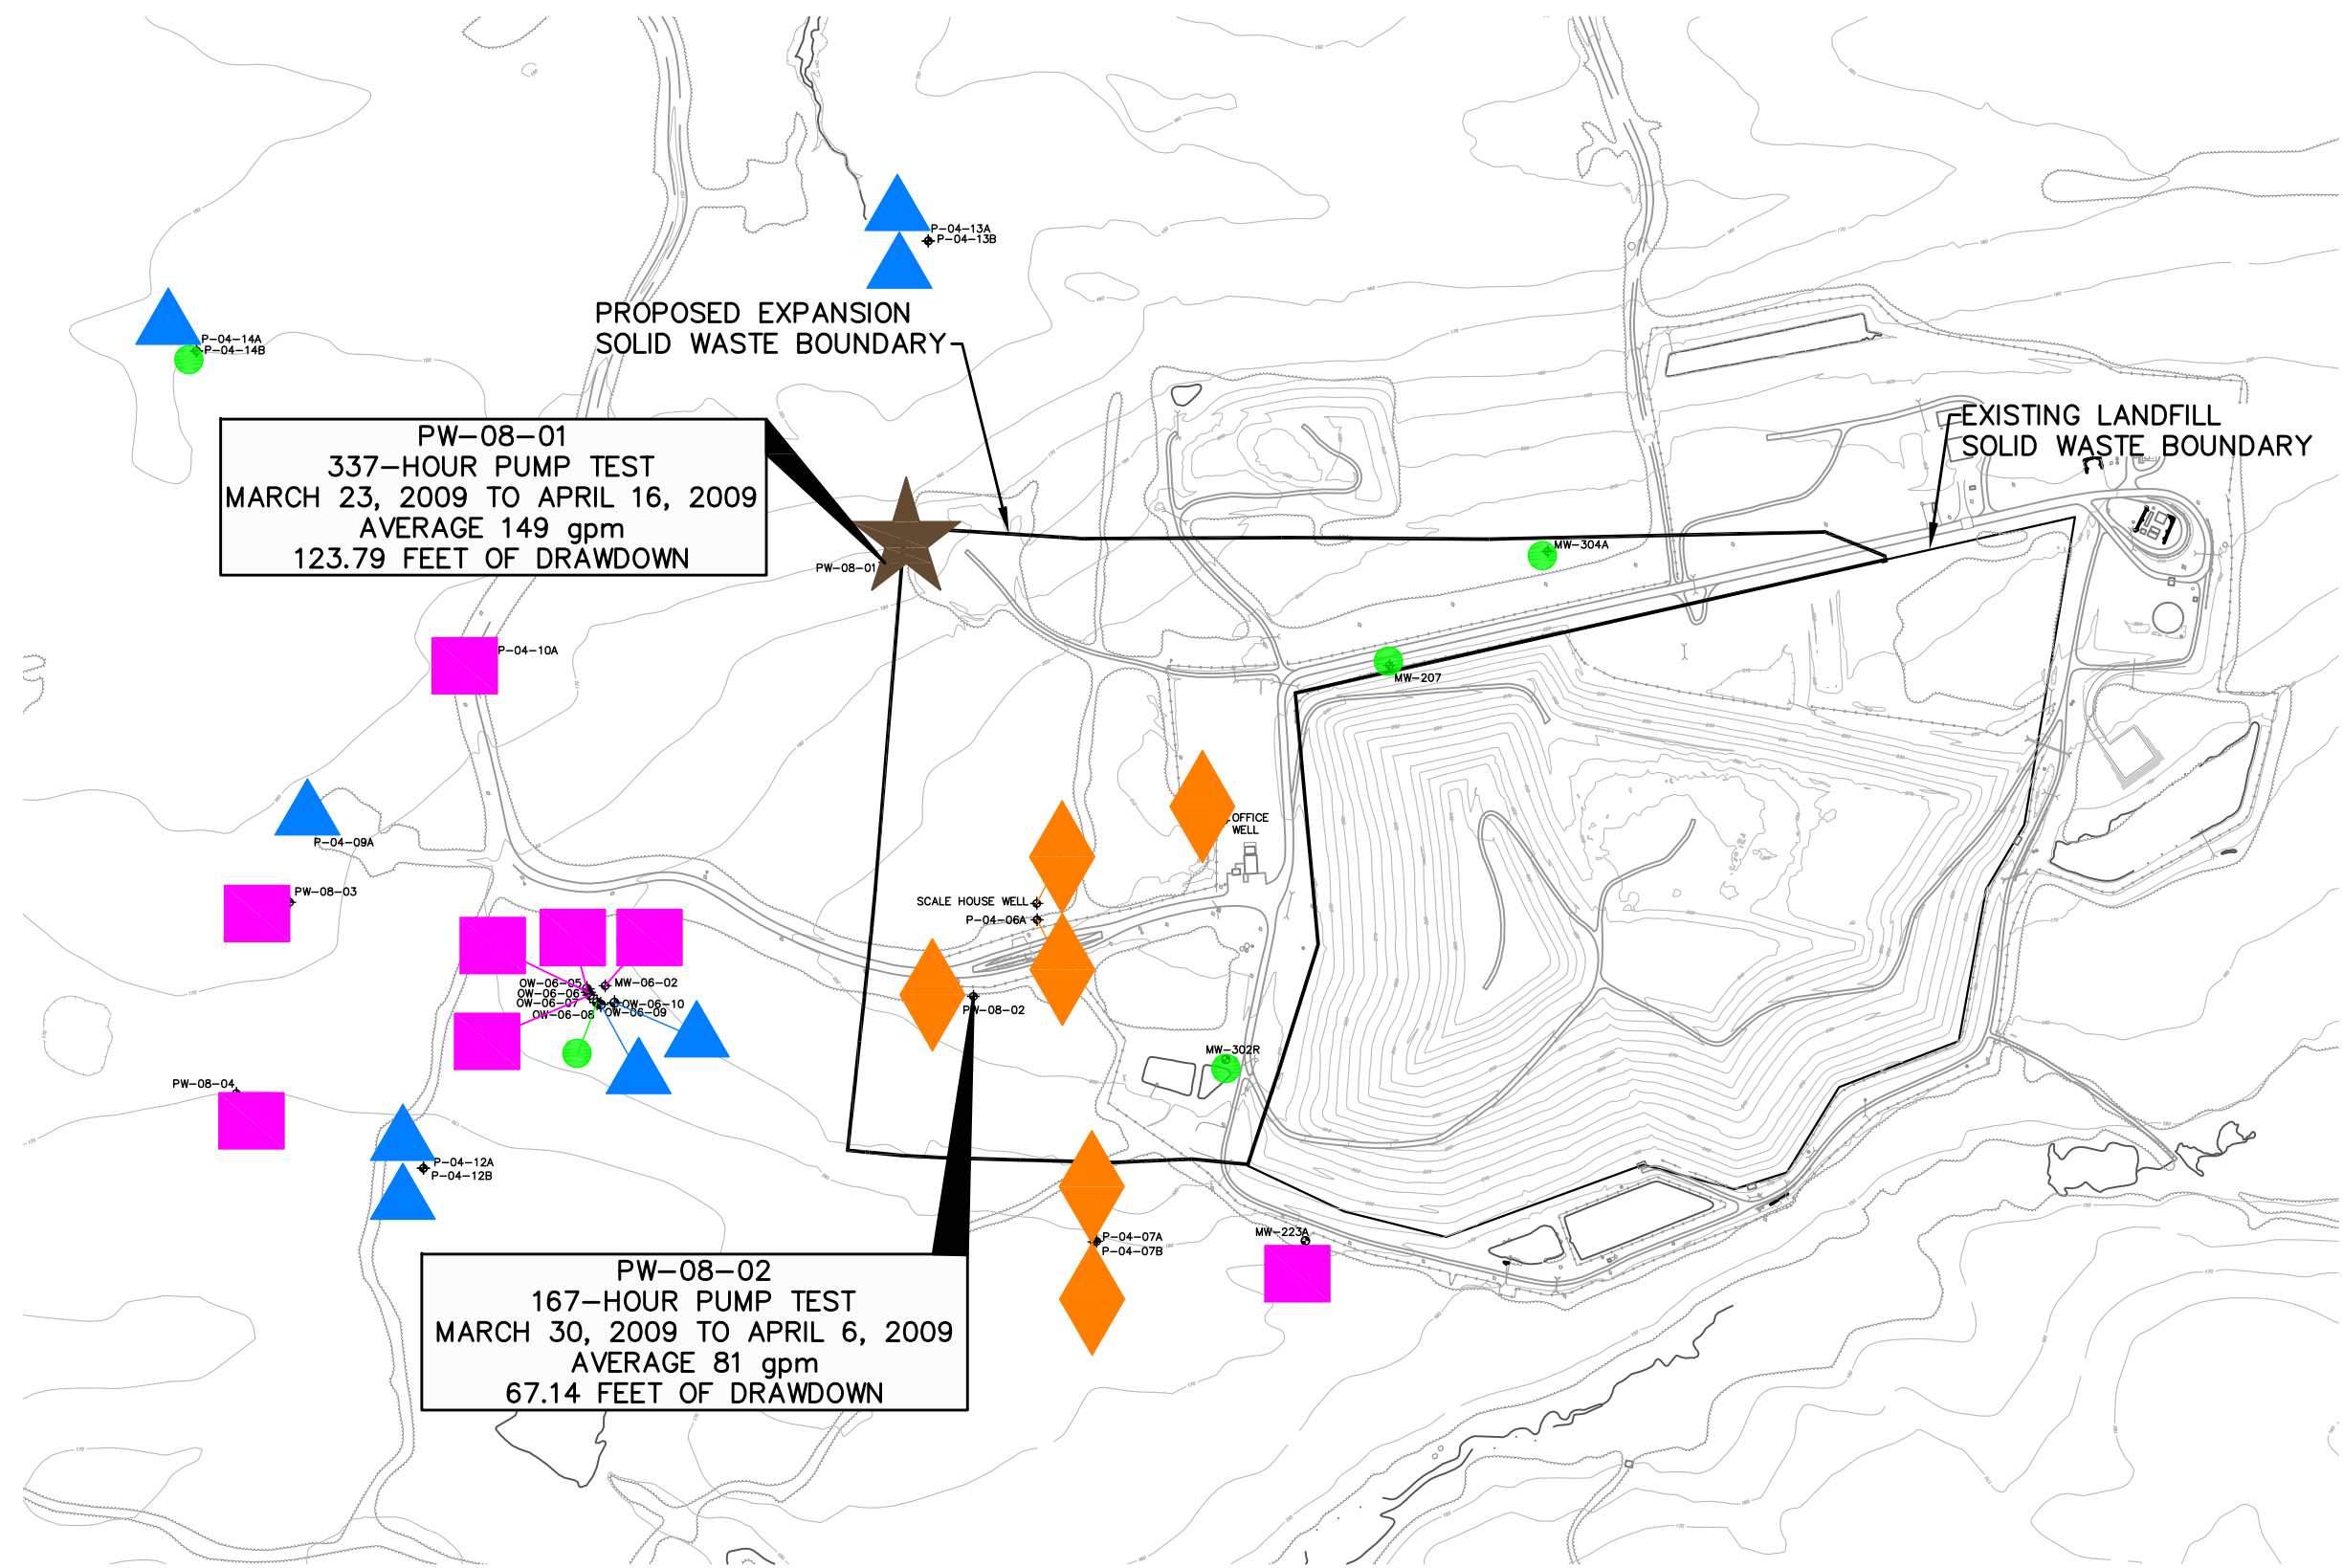 P-04-13A
P-04-13B
PROPOSED EXPANSION
SOLID WASTE BOUNDARY
P-04-14A
P-04-14B
EXISTING LANDFILL
SOLID WASTE BOUNDARY
PW-08-01
337-HOUR PUMP TEST
MARCH 23, 2009 TO APRIL 16, 2009
AVERAGE 149 gpm
123.79 FEET OF DRAWDOWN
PW-08-01
MW-304A
P-04-10A
MW-207
OFFICE
WELL
P-04-09A
PW-08-03
SCALE HOUSE WELL
P-04-06A
OW-06-05
MW-06-02
OW-06-06
OW-06-07
OW-06-10
OW-06-08
OW-06-09
PW-08-02
MW-302R
PW-08-04
P-04-12A
P-04-12B
P-04-07A
P-04-07B
MW-223A
PW-08-02
167-HOUR PUMP TEST
MARCH 30, 2009 TO APRIL 6, 2009
AVERAGE 81 gpm
67.14 FEET OF DRAWDOWN